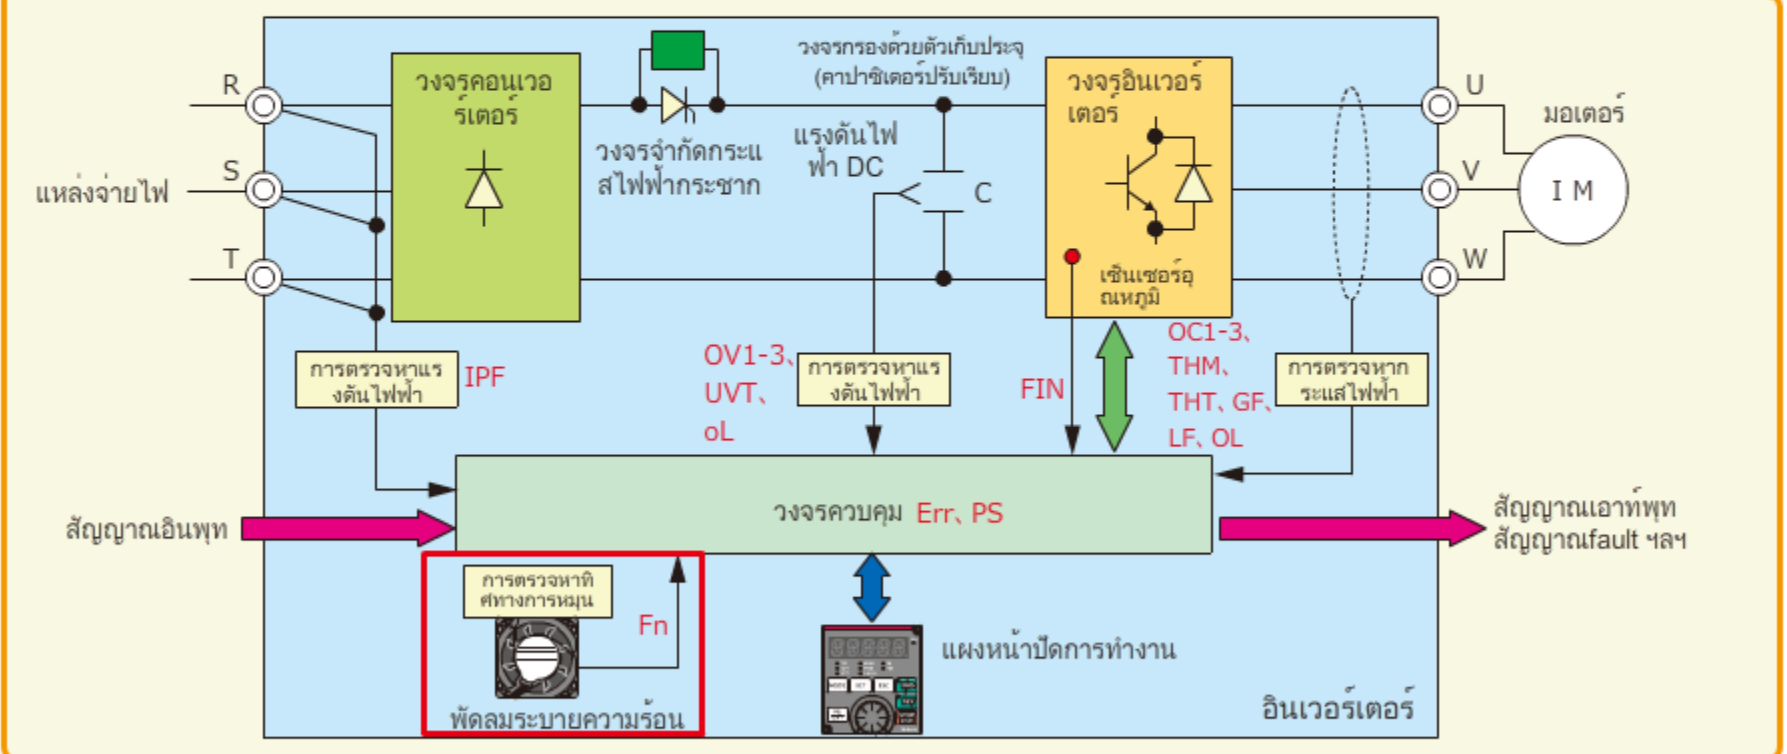 วงจรกรองด้วยตัวเก็บประจุ
(คาปาซิเตอร์ปรับเรียบ)
วงจรคอนเวอ
ร์เตอร์
วงจรอินเวอร์
เตอร์
R
U
มอเตอร์
แรงดันไฟ
ฟ้า DC
วงจรจำกัดกระแ
สไฟฟ้ากระชาก
แหล่งจ่ายไฟ
S
C
V
I M
T
W
เซ็นเซอร์อุ
ณหภูมิ
การตรวจหาแร
งดันไฟฟ้า
IPF
OV1-3、
UVT、
oL
การตรวจหาแร
งดันไฟฟ้า
FIN
OC1-3、
THM、
THT、GF、
LF、OL
การตรวจหาก
ระแสไฟฟ้า
สัญญาณอินพุท
วงจรควบคุม Err、PS
สัญญาณเอาท์พุท
สัญญาณfault ฯลฯ
การตรวจหาทิ
ศทางการหมุน
Fn
พัดลมระบายความร้อน
แผงหน้าปัดการทำงาน
อินเวอร์เตอร์